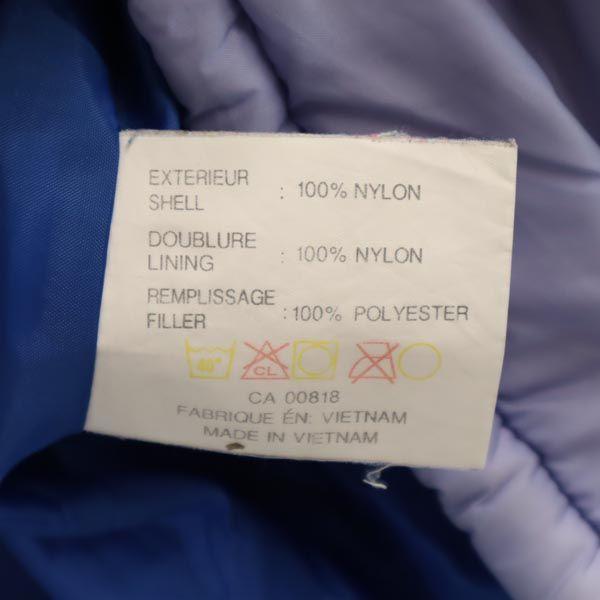 EXTERIEUR
SHELL : 100% NYLON
DOUBLURE
LINING : 100% NYLON
REMPLISSAGE
FILLER : 100% POLYESTER
40° CL
CA 00818
FABRIQUE ÉN: VIETNAM
MADE IN VIETNAM